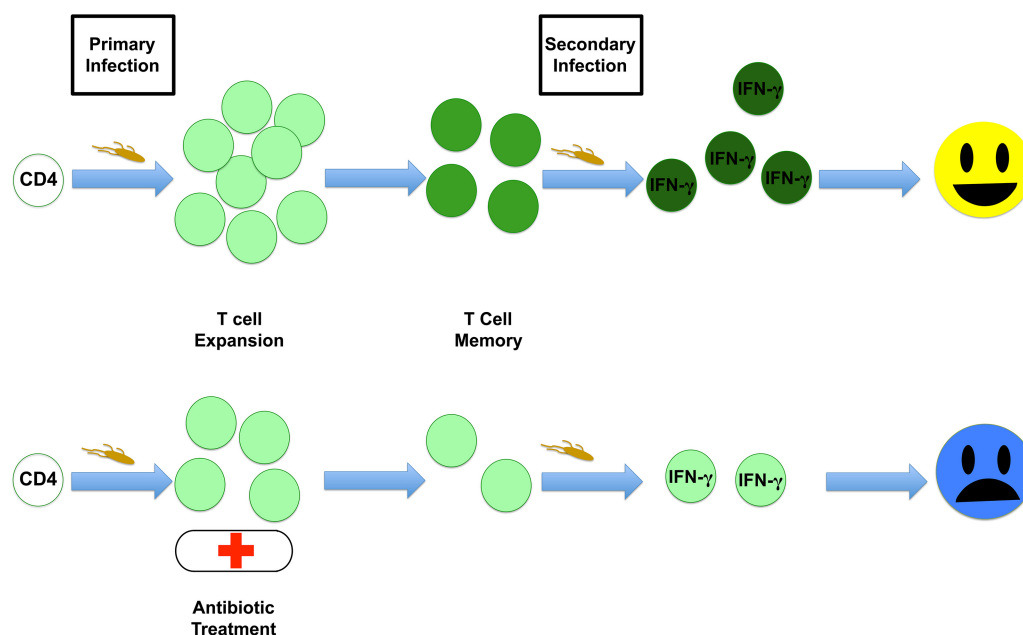 Primary
Infection
Secondary
Infection
IFN-γ
CD4
IFN-γ
IFN-γ
IFN-γ
T cell
Expansion
T Cell
Memory
CD4
IFN-γ
IFN-γ
Antibiotic
Treatment